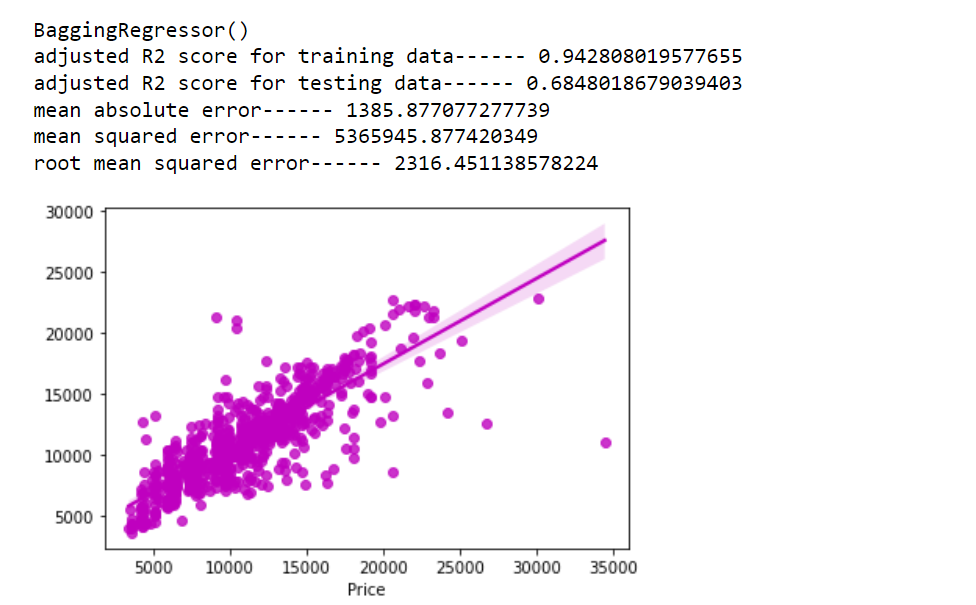 BaggingRegressor()
adjusted R2 score for training data------ 0.942808019577655
adjusted R2 score for testing data------ 0.6848018679039403
mean absolute error------ 1385.877077277739
mean squared error------ 5365945.877420349
root mean squared error------ 2316.451138578224
30000
25000
20000
15000
10000
5000
5000 10000 15000 20000 25000 30000 35000
Price